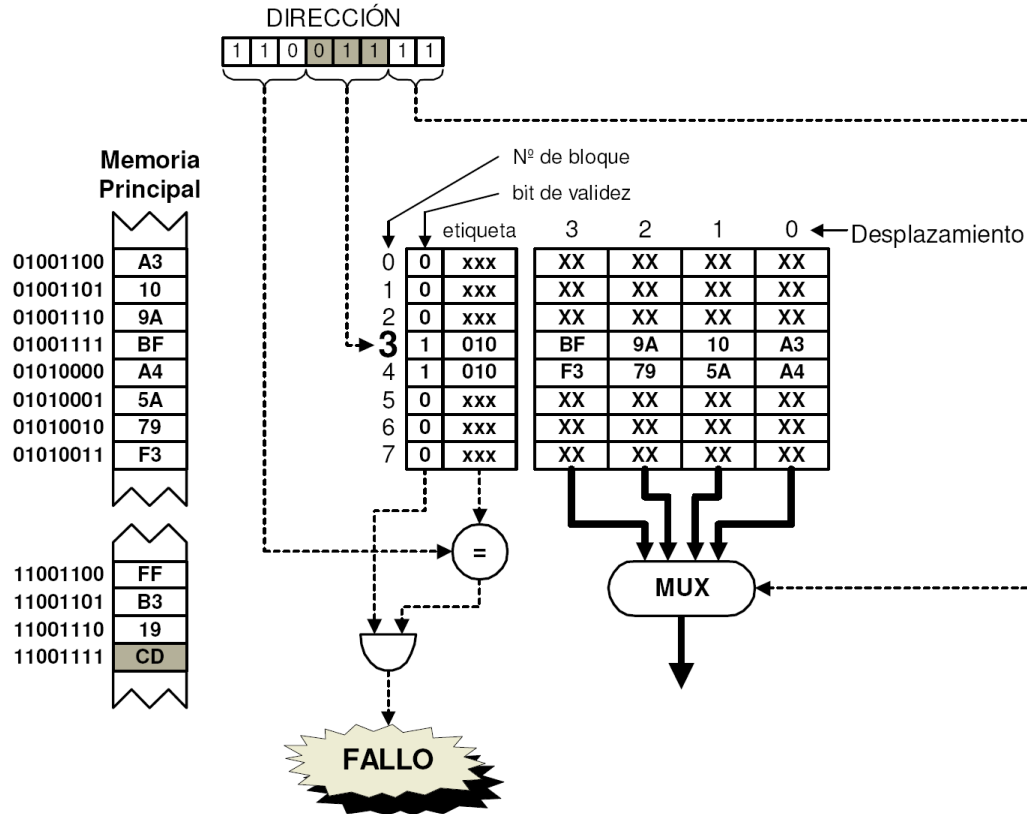 DIRECCIÓN
1 1 0 0 1 1 1 1
Memoria
Principal
Nº de bloque
bit de validez
etiqueta 3 2 1 0 Desplazamiento
01001100 A3 0 0 xxx XX XX XX XX
01001101 10 1 0 xxx XX XX XX XX
01001110 9A 2 0 xxx XX XX XX XX
01001111 BF 3 1 010 BF 9A 10 A3
01010000 A4 4 1 010 F3 79 5A A4
01010001 5A 5 0 xxx XX XX XX XX
01010010 79 6 0 xxx XX XX XX XX
01010011 F3 7 0 xxx XX XX XX XX
=
11001100 FF
11001101 B3
11001110 19
11001111 CD
MUX
FALLO